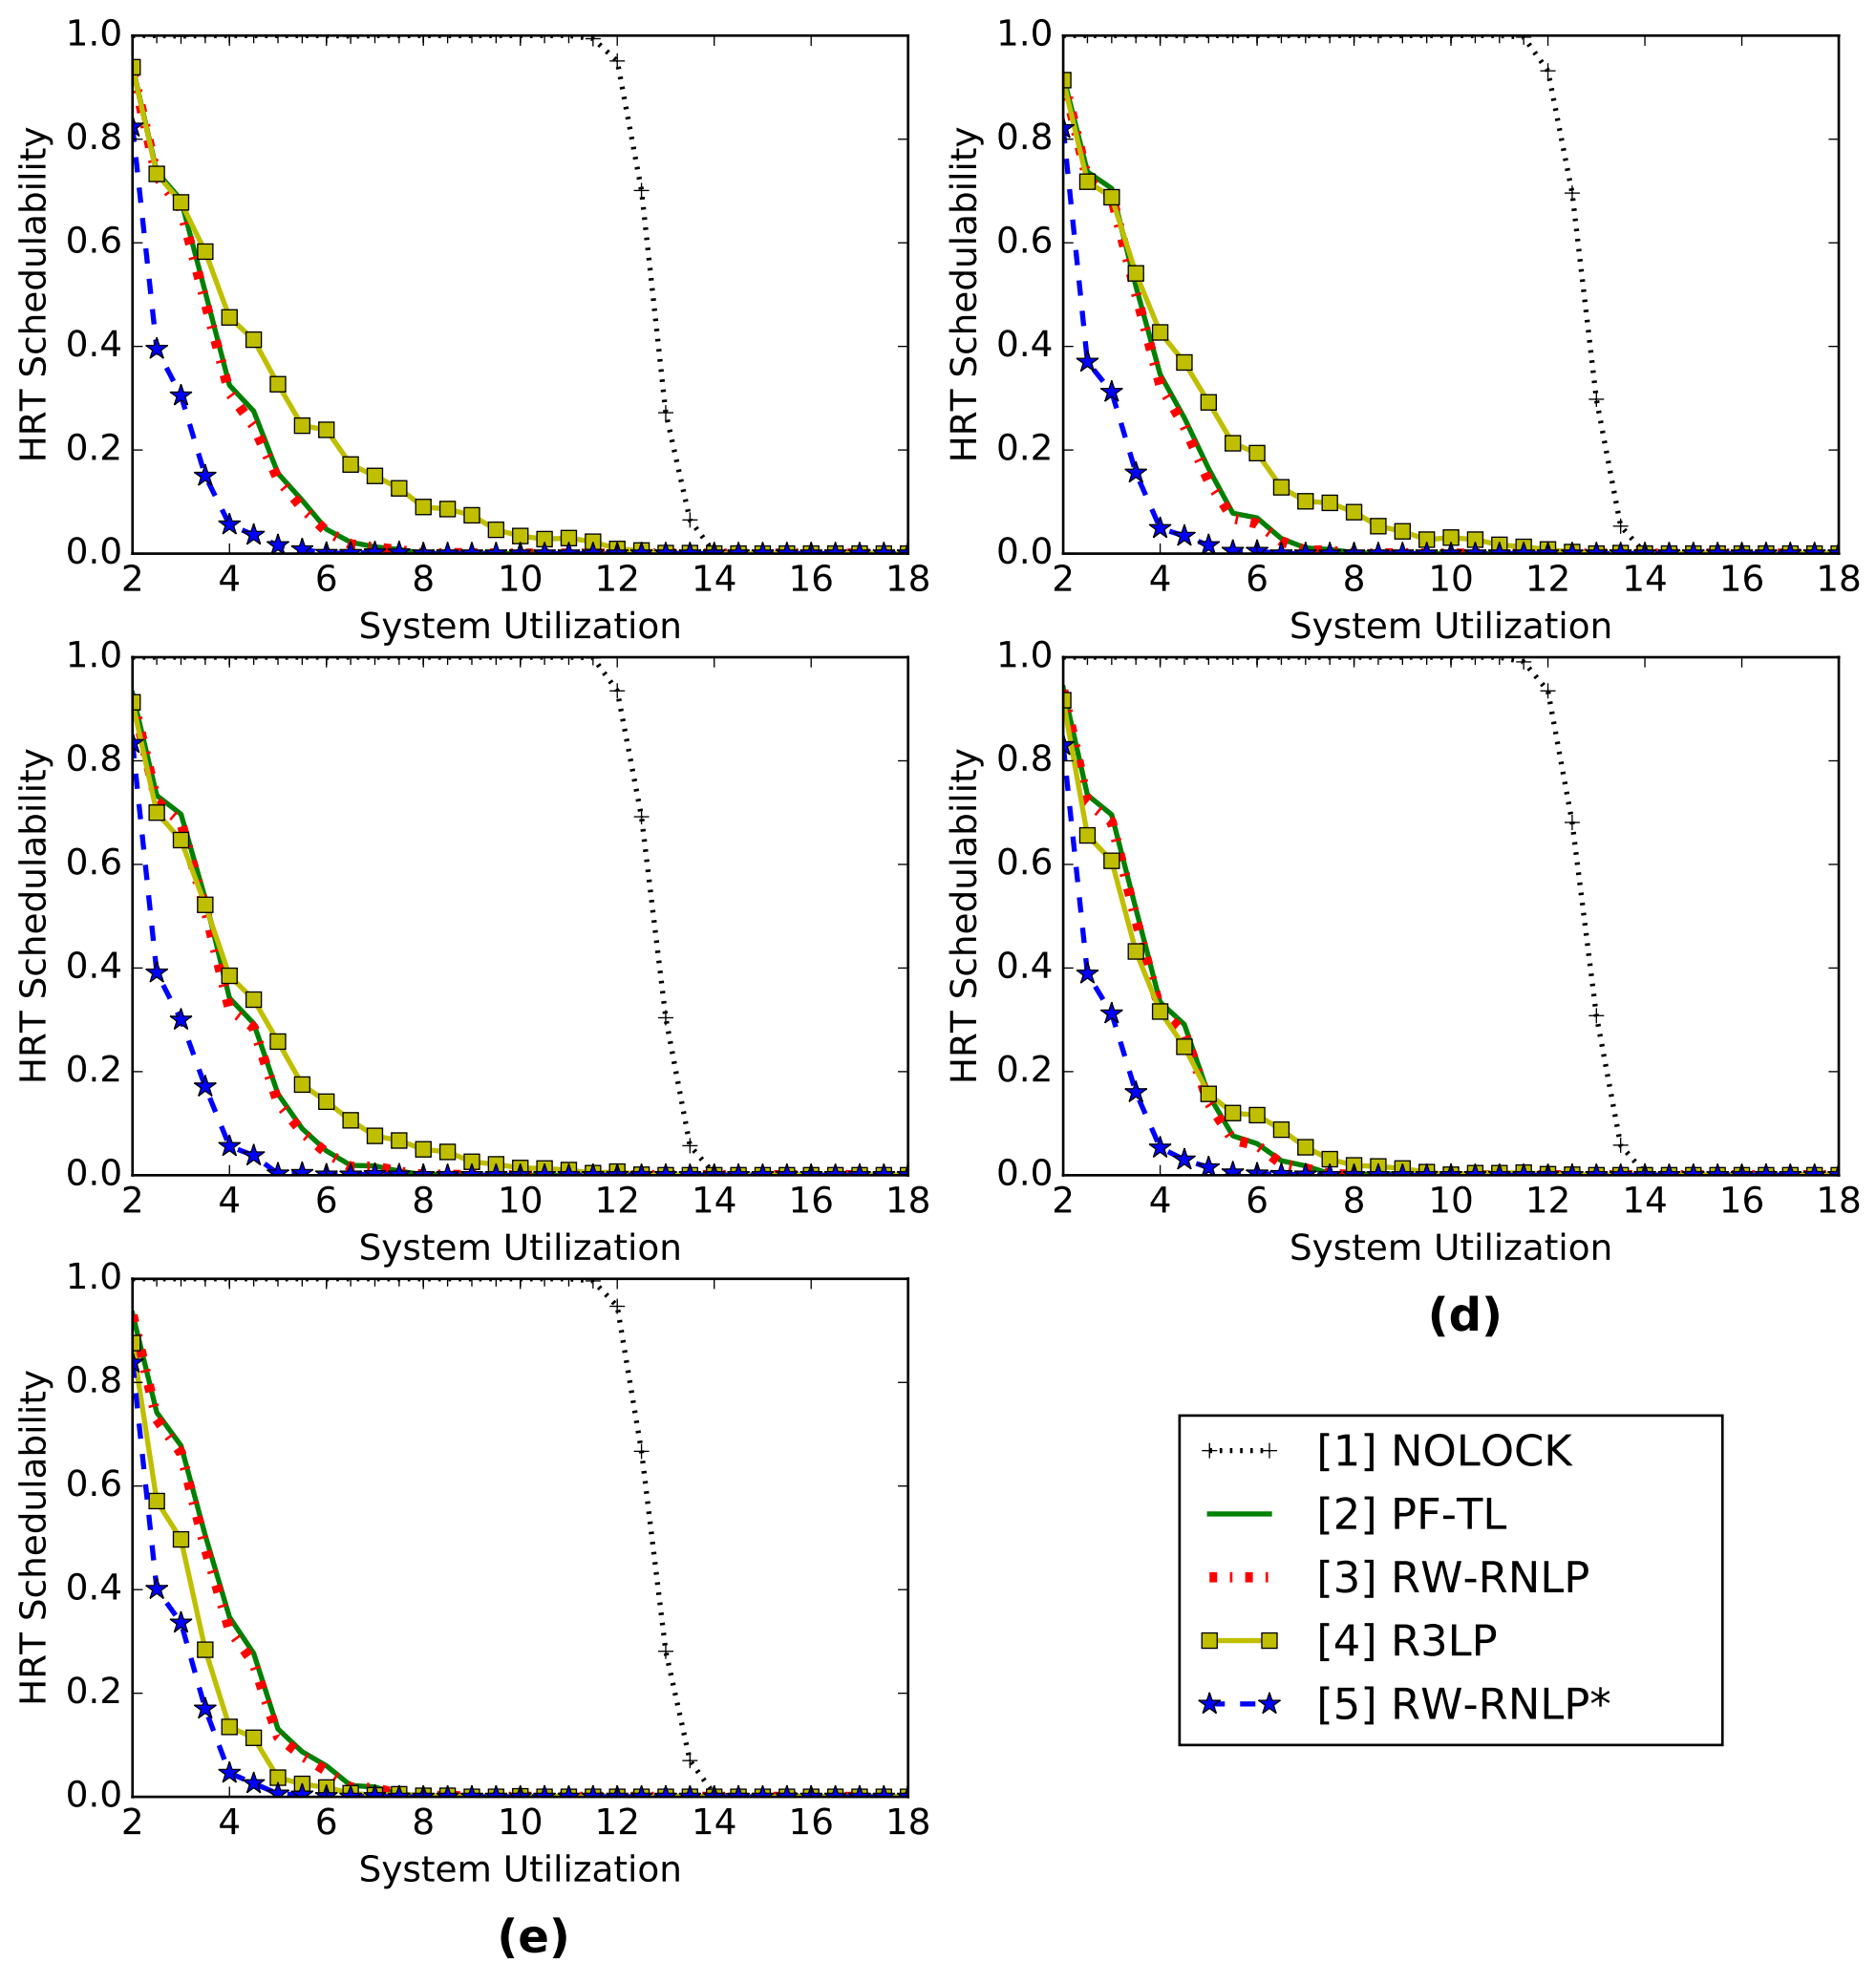 1.0
0.8
0.6
0.4
0.2
0.0
HRT Schedulability
2 4 6 8 10 12 14 16 18
System Utilization
1.0
0.8
0.6
0.4
0.2
0.0
HRT Schedulability
2 4 6 8 10 12 14 16 18
System Utilization
1.0
0.8
0.6
0.4
0.2
0.0
HRT Schedulability
2 4 6 8 10 12 14 16 18
System Utilization
1.0
0.8
0.6
0.4
0.2
0.0
HRT Schedulability
2 4 6 8 10 12 14 16 18
System Utilization
(d)
1.0
0.8
0.6
0.4
0.2
0.0
HRT Schedulability
2 4 6 8 10 12 14 16 18
System Utilization
(e)
[1] NOLOCK
[2] PF-TL
[3] RW-RNLP
[4] R3LP
[5] RW-RNLP*